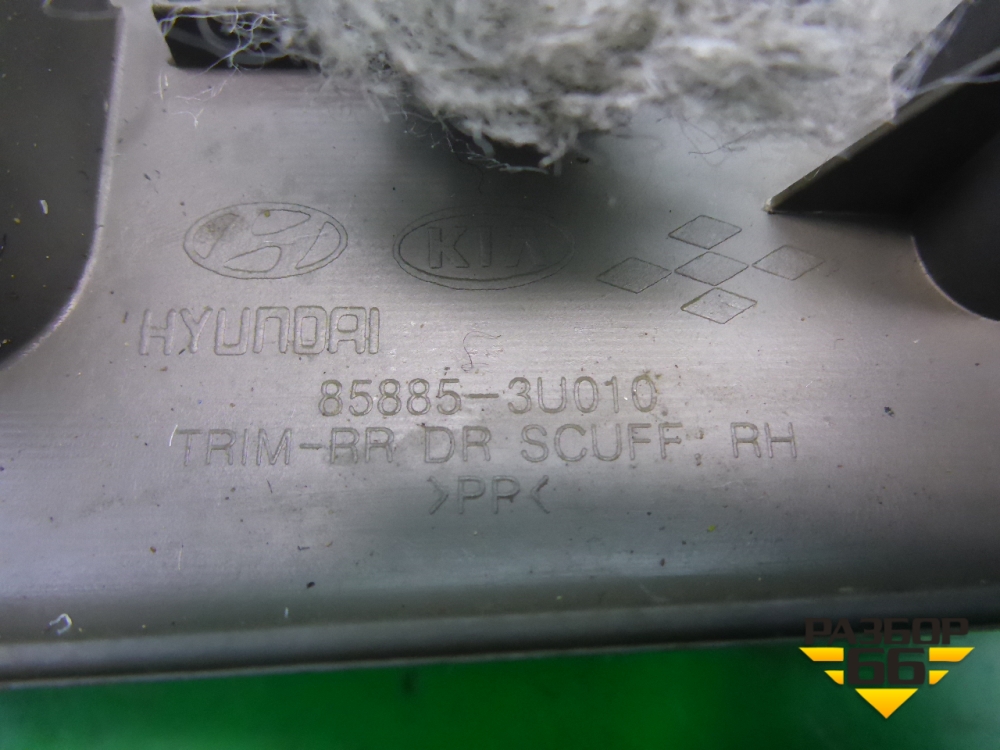 KIA
HYUNDAI
85885-3U010
TRIM-RR DR SCUFF, RH
>PP<
РАЗБОР
66